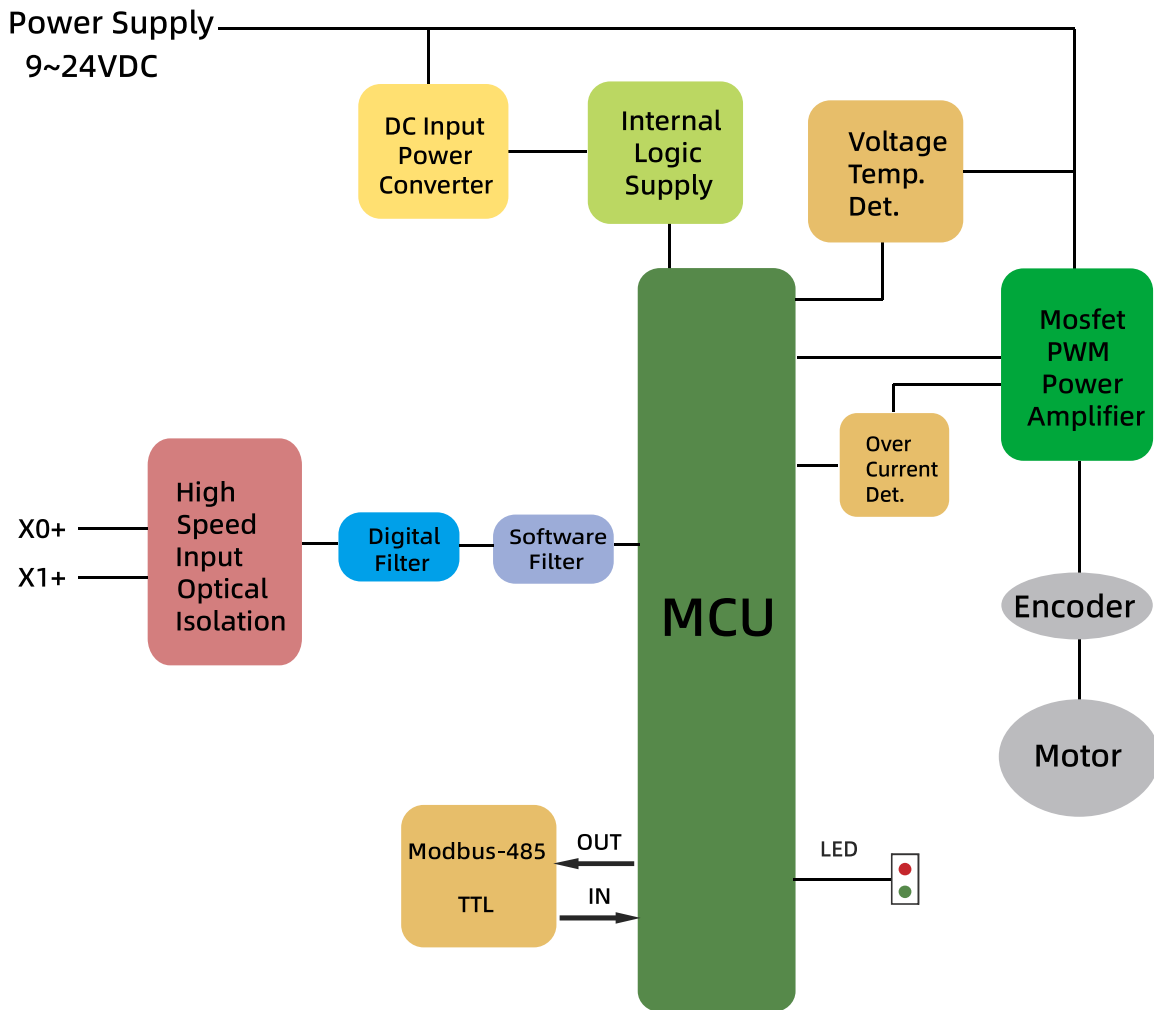 Power Supply
9~24VDC
DC Input
Power
Converter
Internal
Logic
Supply
Voltage
Temp.
Det.
Mosfet
PWM
Power
Amplifier
Over
Current
Det.
High
Speed
Input
Optical
Isolation
X0+
X1+
Digital
Filter
Software
Filter
MCU
Encoder
Motor
Modbus-485
TTL
OUT
IN
LED